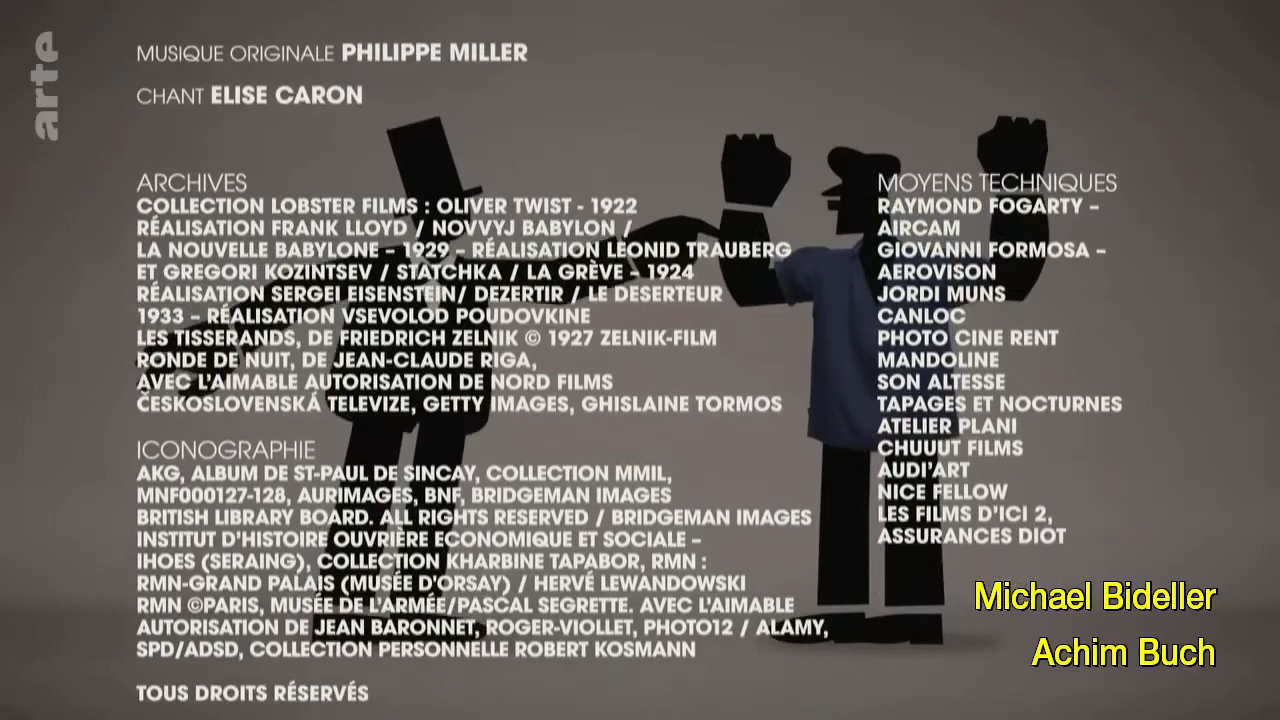 arte
MUSIQUE ORIGINALE PHILIPPE MILLER
CHANT ELISE CARON
ARCHIVES
COLLECTION LOBSTER FILMS : OLIVER TWIST - 1922
RÉALISATION FRANK LLOYD / NOVVYJ BABYLON /
LA NOUVELLE BABYLONE – 1929 – RÉALISATION LEONID TRAUBERG
ET GREGORI KOZINTSEV / STATCHKA / LA GRÈVE - 1924
RÉALISATION SERGEI EISENSTEIN/ DEZERTIR / LE DESERTEUR
1933 – RÉALISATION VSEVOLOD POUDOVKINE
LES TISSERANDS, DE FRIEDRICH ZELNIK © 1927 ZELNIK-FILM
RONDE DE NUIT, DE JEAN-CLAUDE RIGA,
AVEC L'AIMABLE AUTORISATION DE NORD FILMS
ČESKOSLOVENSKÁ TELEVIZE, GETTY IMAGES, GHISLAINE TORMOS
ICONOGRAPHIE
AKG, ALBUM DE ST-PAUL DE SINCAY, COLLECTION MMIL,
MNF000127-128, AURIMAGES, BNF, BRIDGEMAN IMAGES
BRITISH LIBRARY BOARD. ALL RIGHTS RESERVED / BRIDGEMAN IMAGES
INSTITUT D'HISTOIRE OUVRIÈRE ECONOMIQUE ET SOCIALE –
IHOES (SERAING), COLLECTION KHARBINE TAPABOR, RMN :
RMN-GRAND PALAIS (MUSÉE D'ORSAY) / HERVÉ LEWANDOWSKI
RMN ©PARIS, MUSÉE DE L'ARMÉE/PASCAL SEGRETTE. AVEC L'AIMABLE
AUTORISATION DE JEAN BARONNET, ROGER-VIOLLET, PHOTO12 / ALAMY,
SPD/ADSD, COLLECTION PERSONNELLE ROBERT KOSMANN
TOUS DROITS RÉSERVÉS
MOYENS TECHNIQUES
RAYMOND FOGARTY –
AIRCAM
GIOVANNI FORMOSA –
AEROVISON
JORDI MUNS
CANLOC
PHOTO CINE RENT
MANDOLINE
SON ALTESSE
TAPAGES ET NOCTURNES
ATELIER PLANI
CHUUUT FILMS
AUDI'ART
NICE FELLOW
LES FILMS D'ICI 2,
ASSURANCES DIOT
Michael Bideller
Achim Buch